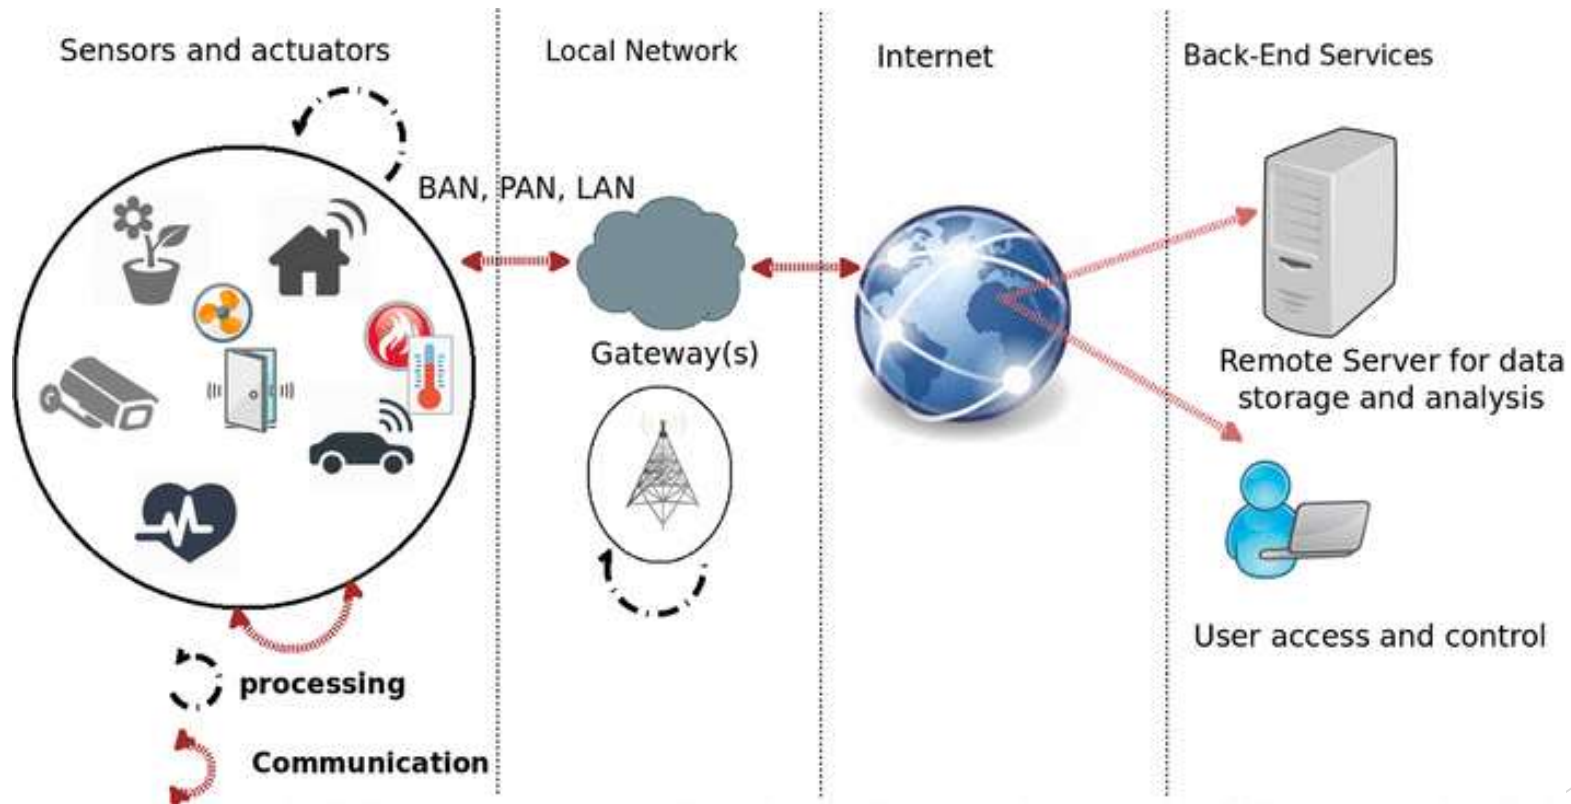 Sensors and actuators
Local Network
Internet
Back-End Services
BAN, PAN, LAN
Gateway(s)
Remote Server for data
storage and analysis
User access and control
processing
Communication